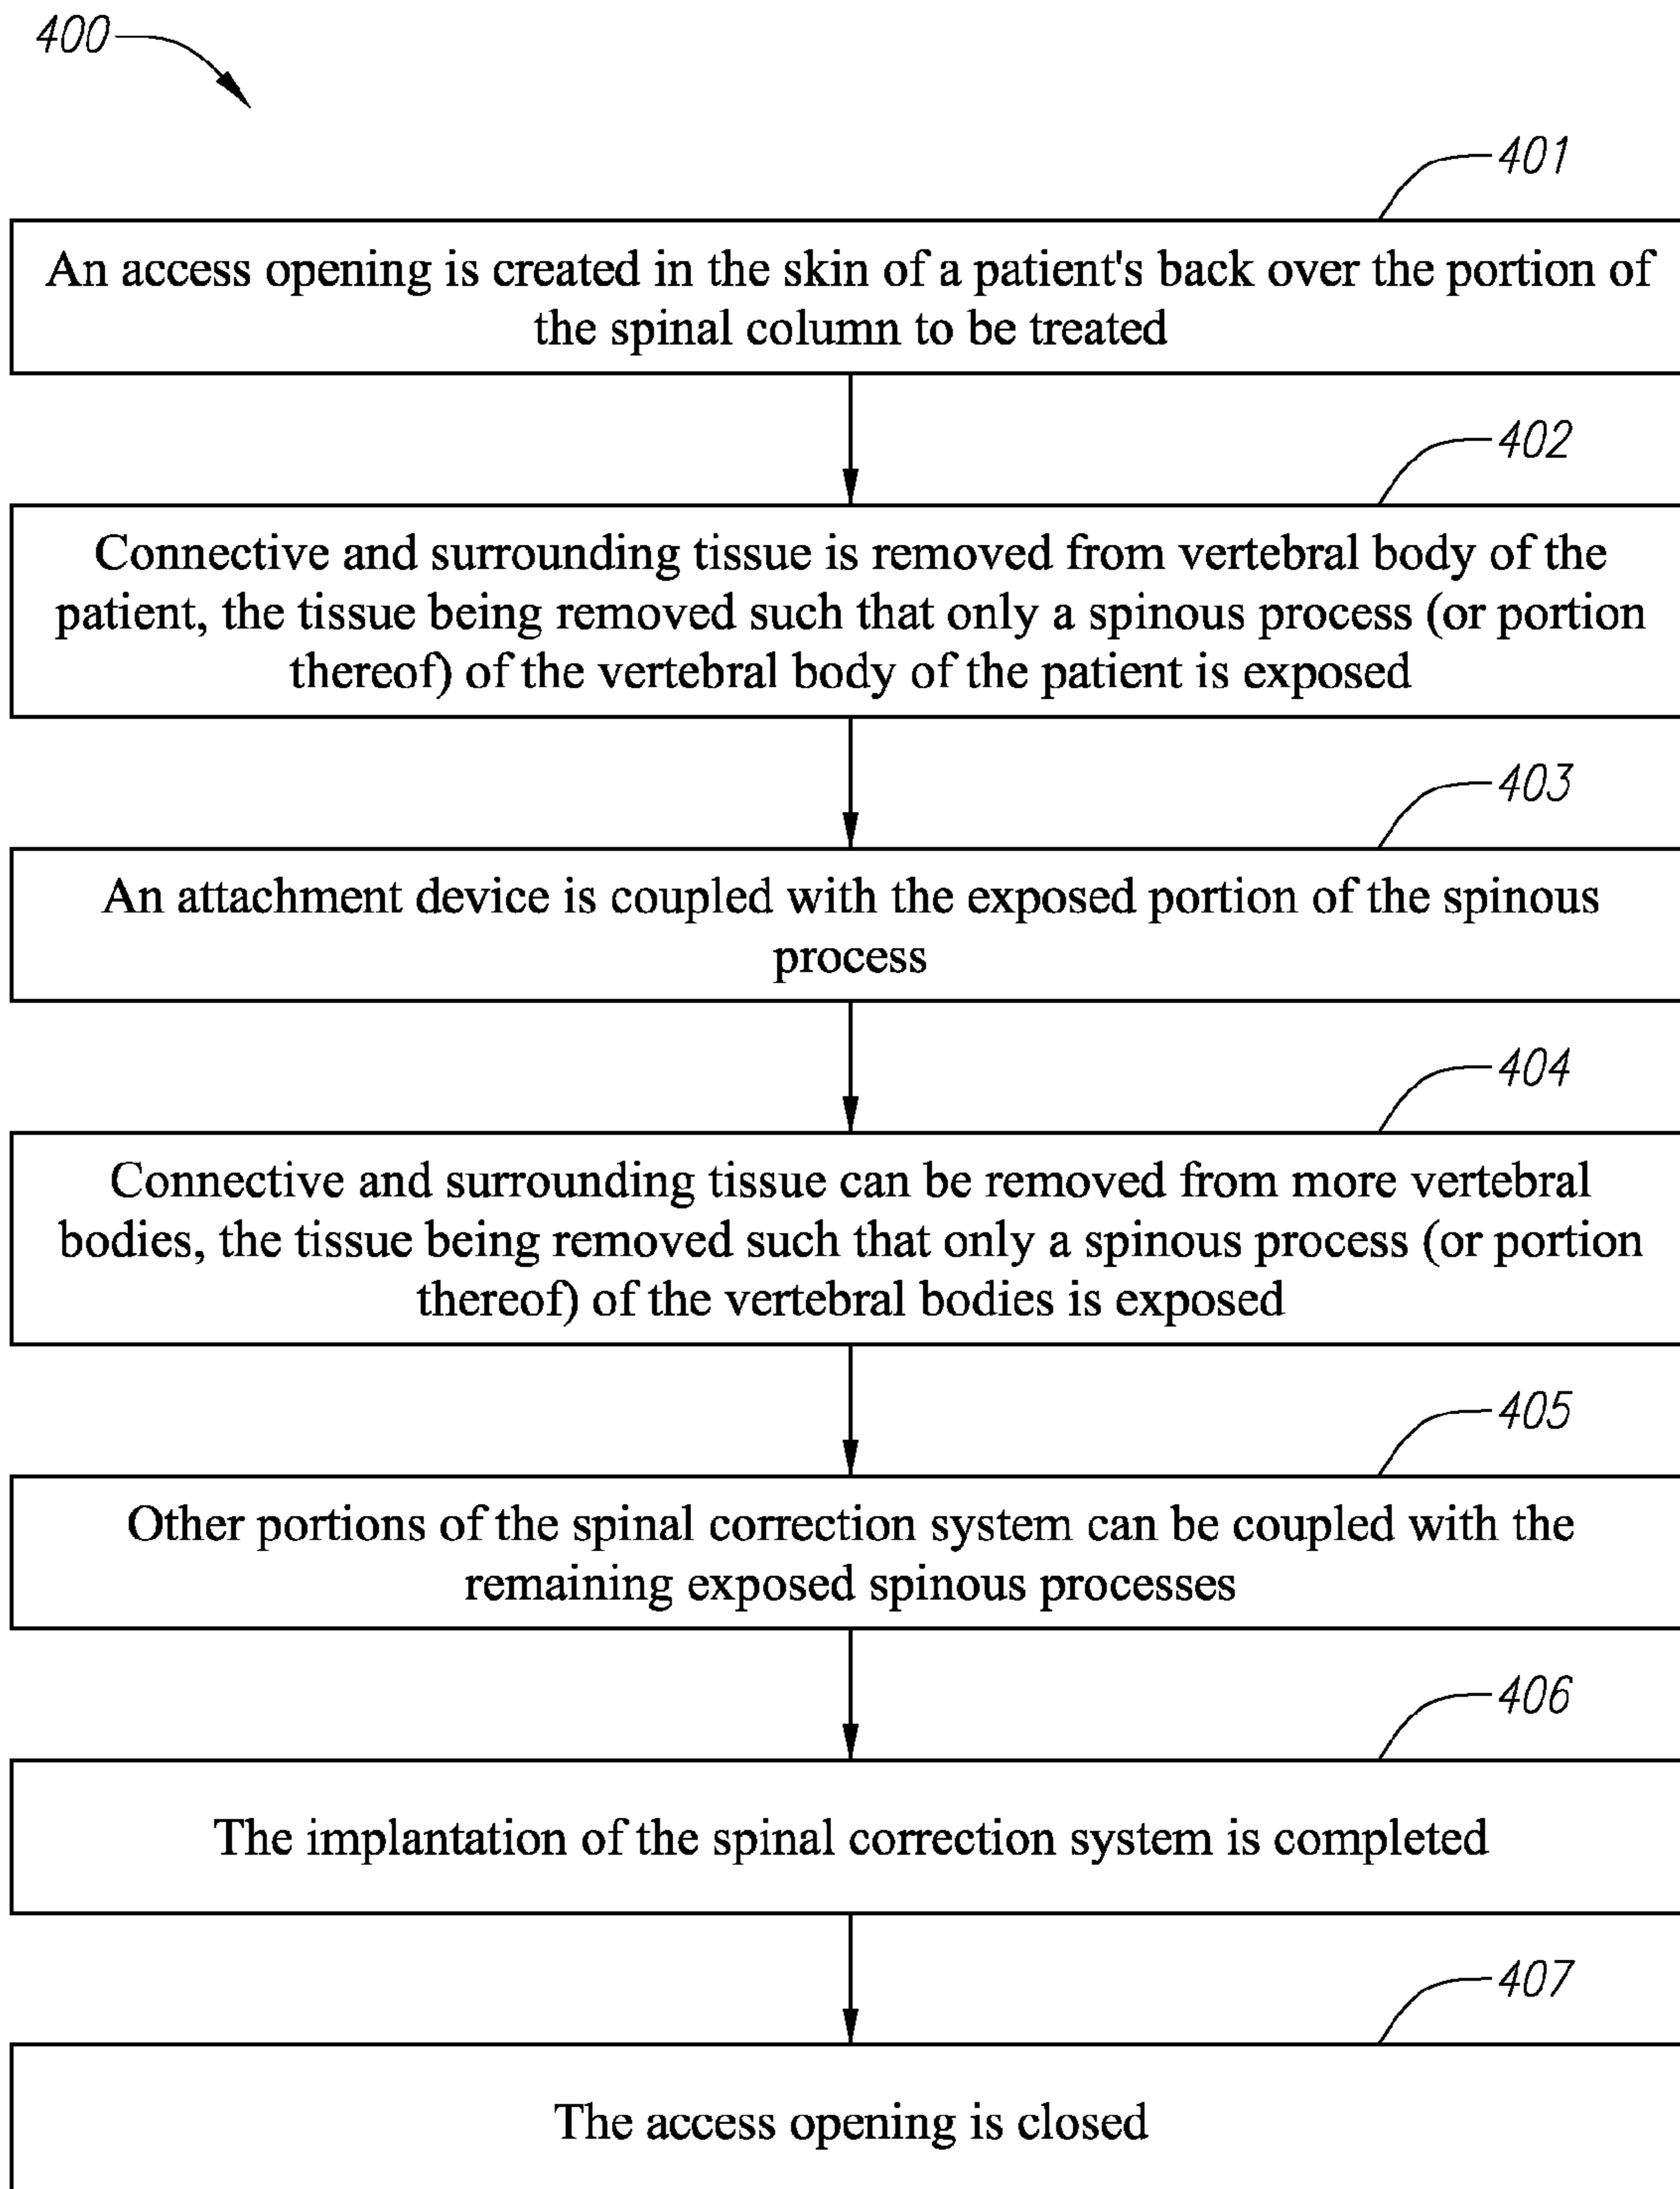 400
401
An access opening is created in the skin of a patient's back over the portion of
the spinal column to be treated
402
Connective and surrounding tissue is removed from vertebral body of the
patient, the tissue being removed such that only a spinous process (or portion
thereof) of the vertebral body of the patient is exposed
403
An attachment device is coupled with the exposed portion of the spinous
process
404
Connective and surrounding tissue can be removed from more vertebral
bodies, the tissue being removed such that only a spinous process (or portion
thereof) of the vertebral bodies is exposed
405
Other portions of the spinal correction system can be coupled with the
remaining exposed spinous processes
406
The implantation of the spinal correction system is completed
407
The access opening is closed